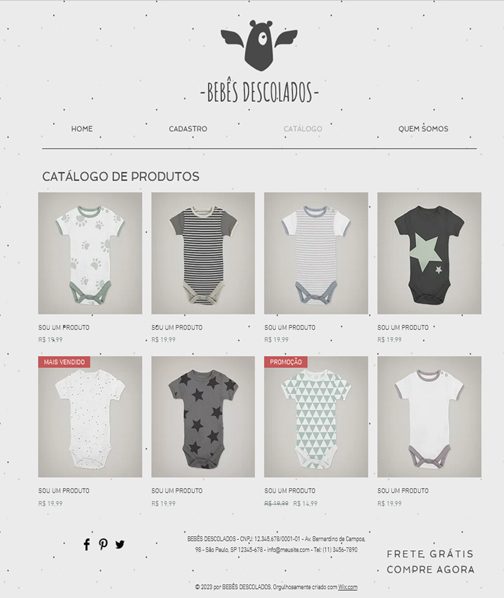 -BEBÊS DESCOLADOS-
HOME CADASTRO CATÁLOGO QUEM SOMOS
CATÁLOGO DE PRODUTOS
SOU UM PRODUTO SOU UM PRODUTO SOU UM PRODUTO SOU UM PRODUTO
R$ 19,99 R$ 19,99 R$ 19,99 R$ 19,99
MAIS VENDIDO PROMOÇÃO
SOU UM PRODUTO SOU UM PRODUTO SOU UM PRODUTO SOU UM PRODUTO
R$ 19,99 R$ 19,99 R$ 19,99 R$ 14,99 R$ 19,99
BEBÊS DESCOLADOS - CNPJ: 12.345.678/0001-01 - Av. Bernardino de Campos,
98 - São Paulo, SP 12345-678 - info@meusite.com - Tel: (11) 3456-7890
FRETE GRÁTIS
COMPRE AGORA
© 2023 por BEBÊS DESCOLADOS. Orgulhosamente criado com Wix.com